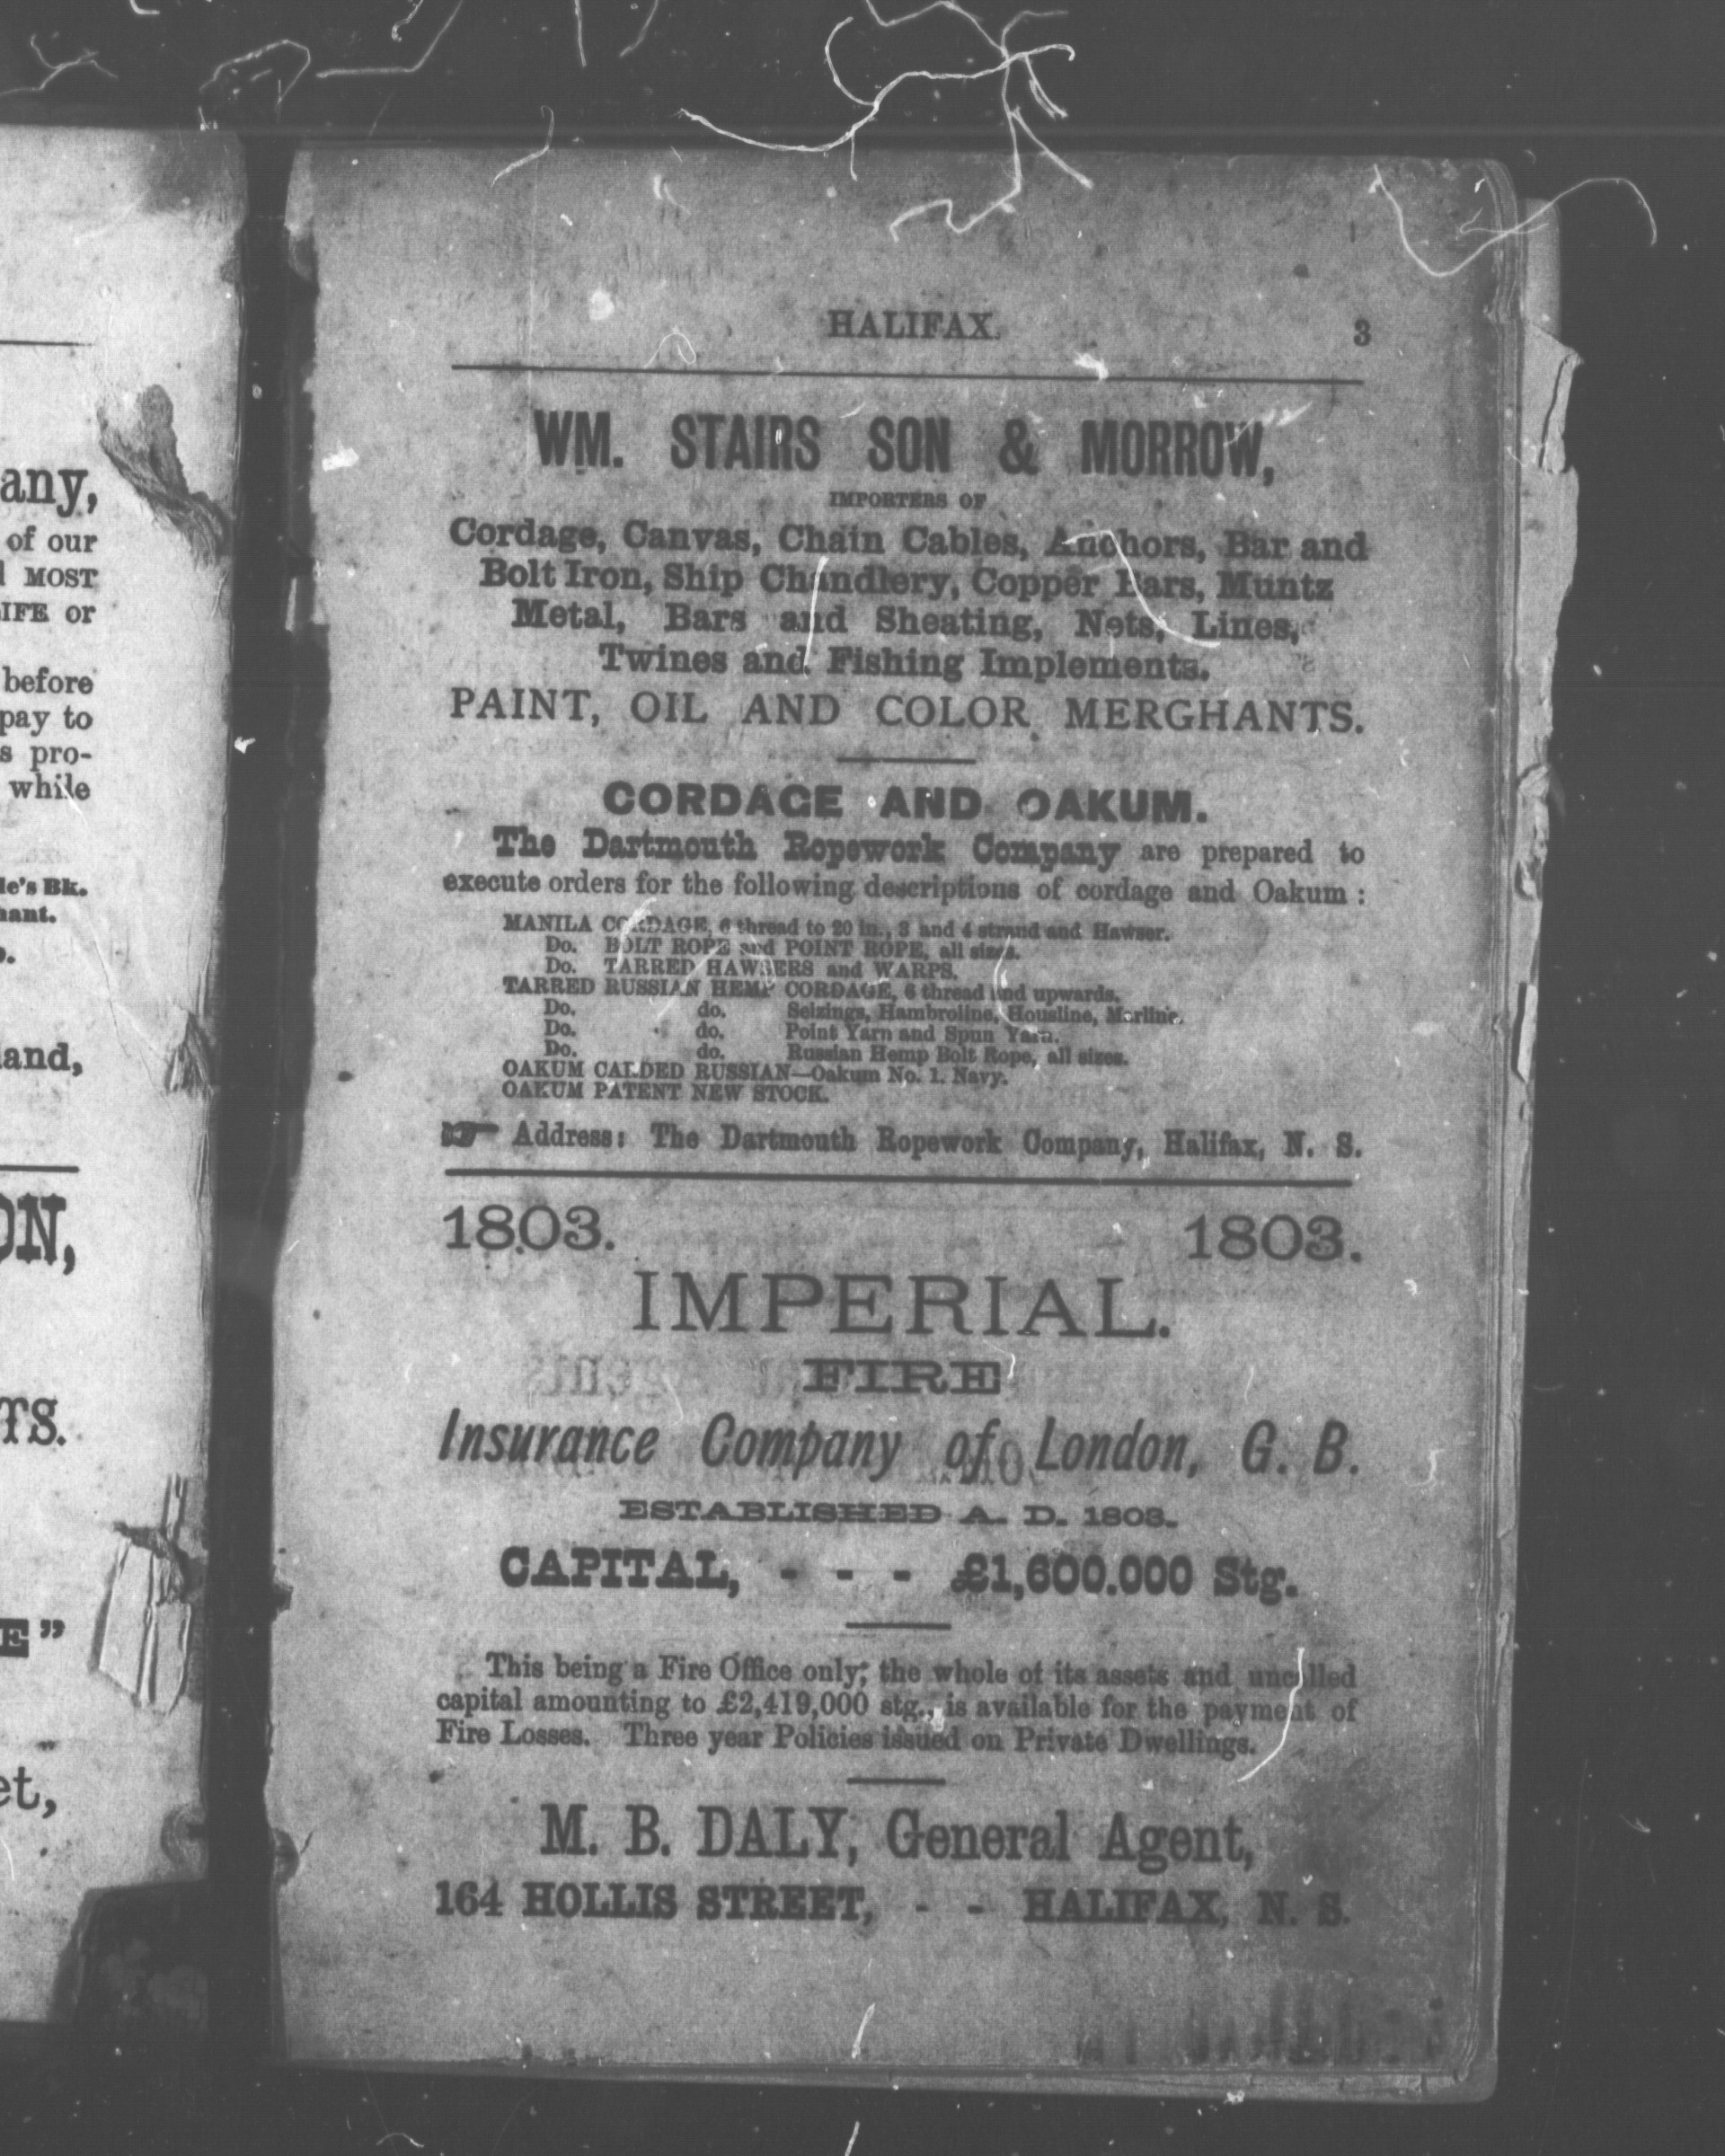 any,
of our
MOST
IFE or
before
pay to
s pro-
while
le's Bk.
hant.
land,
ON,
TS.
E"
et,
HALIFAX. 3
WM. STAIRS SON & MORROW,
IMPORTERS OF
Cordage, Canvas, Chain Cables, Anchors, Bar and
Bolt Iron, Ship Chandlery, Copper Bars, Muntz
Metal, Bars and Sheating, Nets, Lines,
Twines and Fishing Implements.
PAINT, OIL AND COLOR MERGHANTS.
CORDAGE AND OAKUM.
The Dartmouth Ropework Company are prepared to
execute orders for the following descriptions of cordage and Oakum :
MANILA CORDAGE, 6 thread to 20 in., 3 and 4 strand and Hawser.
Do. BOLT ROPE and POINT ROPE, all sizes.
Do. TARRED HAWSERS and WARPS.
TARRED RUSSIAN HEMP CORDAGE, 6 thread and upwards.
Do. do. Seizings, Hambroline, Housline, Marline.
Do. do. Point Yarn and Spun Yarn.
Do. do. Russian Hemp Bolt Rope, all sizes.
OAKUM CALDED RUSSIAN—Oakum No. 1. Navy.
OAKUM PATENT NEW STOCK.
☞ Address: The Dartmouth Ropework Company, Halifax, N. S.
1803. 1803.
IMPERIAL.
FIRE
Insurance Company of London, G. B.
ESTABLISHED A. D. 1803.
CAPITAL, - - - £1,600.000 Stg.
This being a Fire Office only; the whole of its assets and uncalled
capital amounting to £2,419,000 stg., is available for the payment of
Fire Losses. Three year Policies issued on Private Dwellings.
M. B. DALY, General Agent,
164 HOLLIS STREET, - - HALIFAX, N. S.